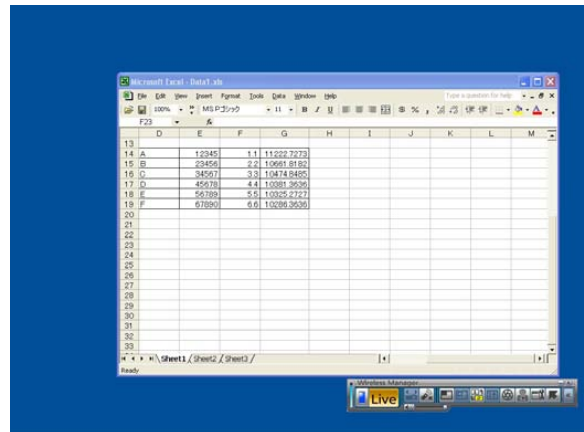 Microsoft Excel - Data1.xls
File Edit View Insert Format Tools Data Window Help Type a question for help
100% MS Pゴシック 11 B I U $ % ,
F23 fx
D E F G H I J K L M
13
14 A 12345 1.1 11222.7273
15 B 23456 2.2 10661.8182
16 C 34567 3.3 10474.8485
17 D 45678 4.4 10381.3636
18 E 56789 5.5 10325.2727
19 F 67890 6.6 10286.3636
20
21
22
23
24
25
26
27
28
29
30
31
32
33
Sheet1 Sheet2 Sheet3
Ready
Wireless Manager
Live